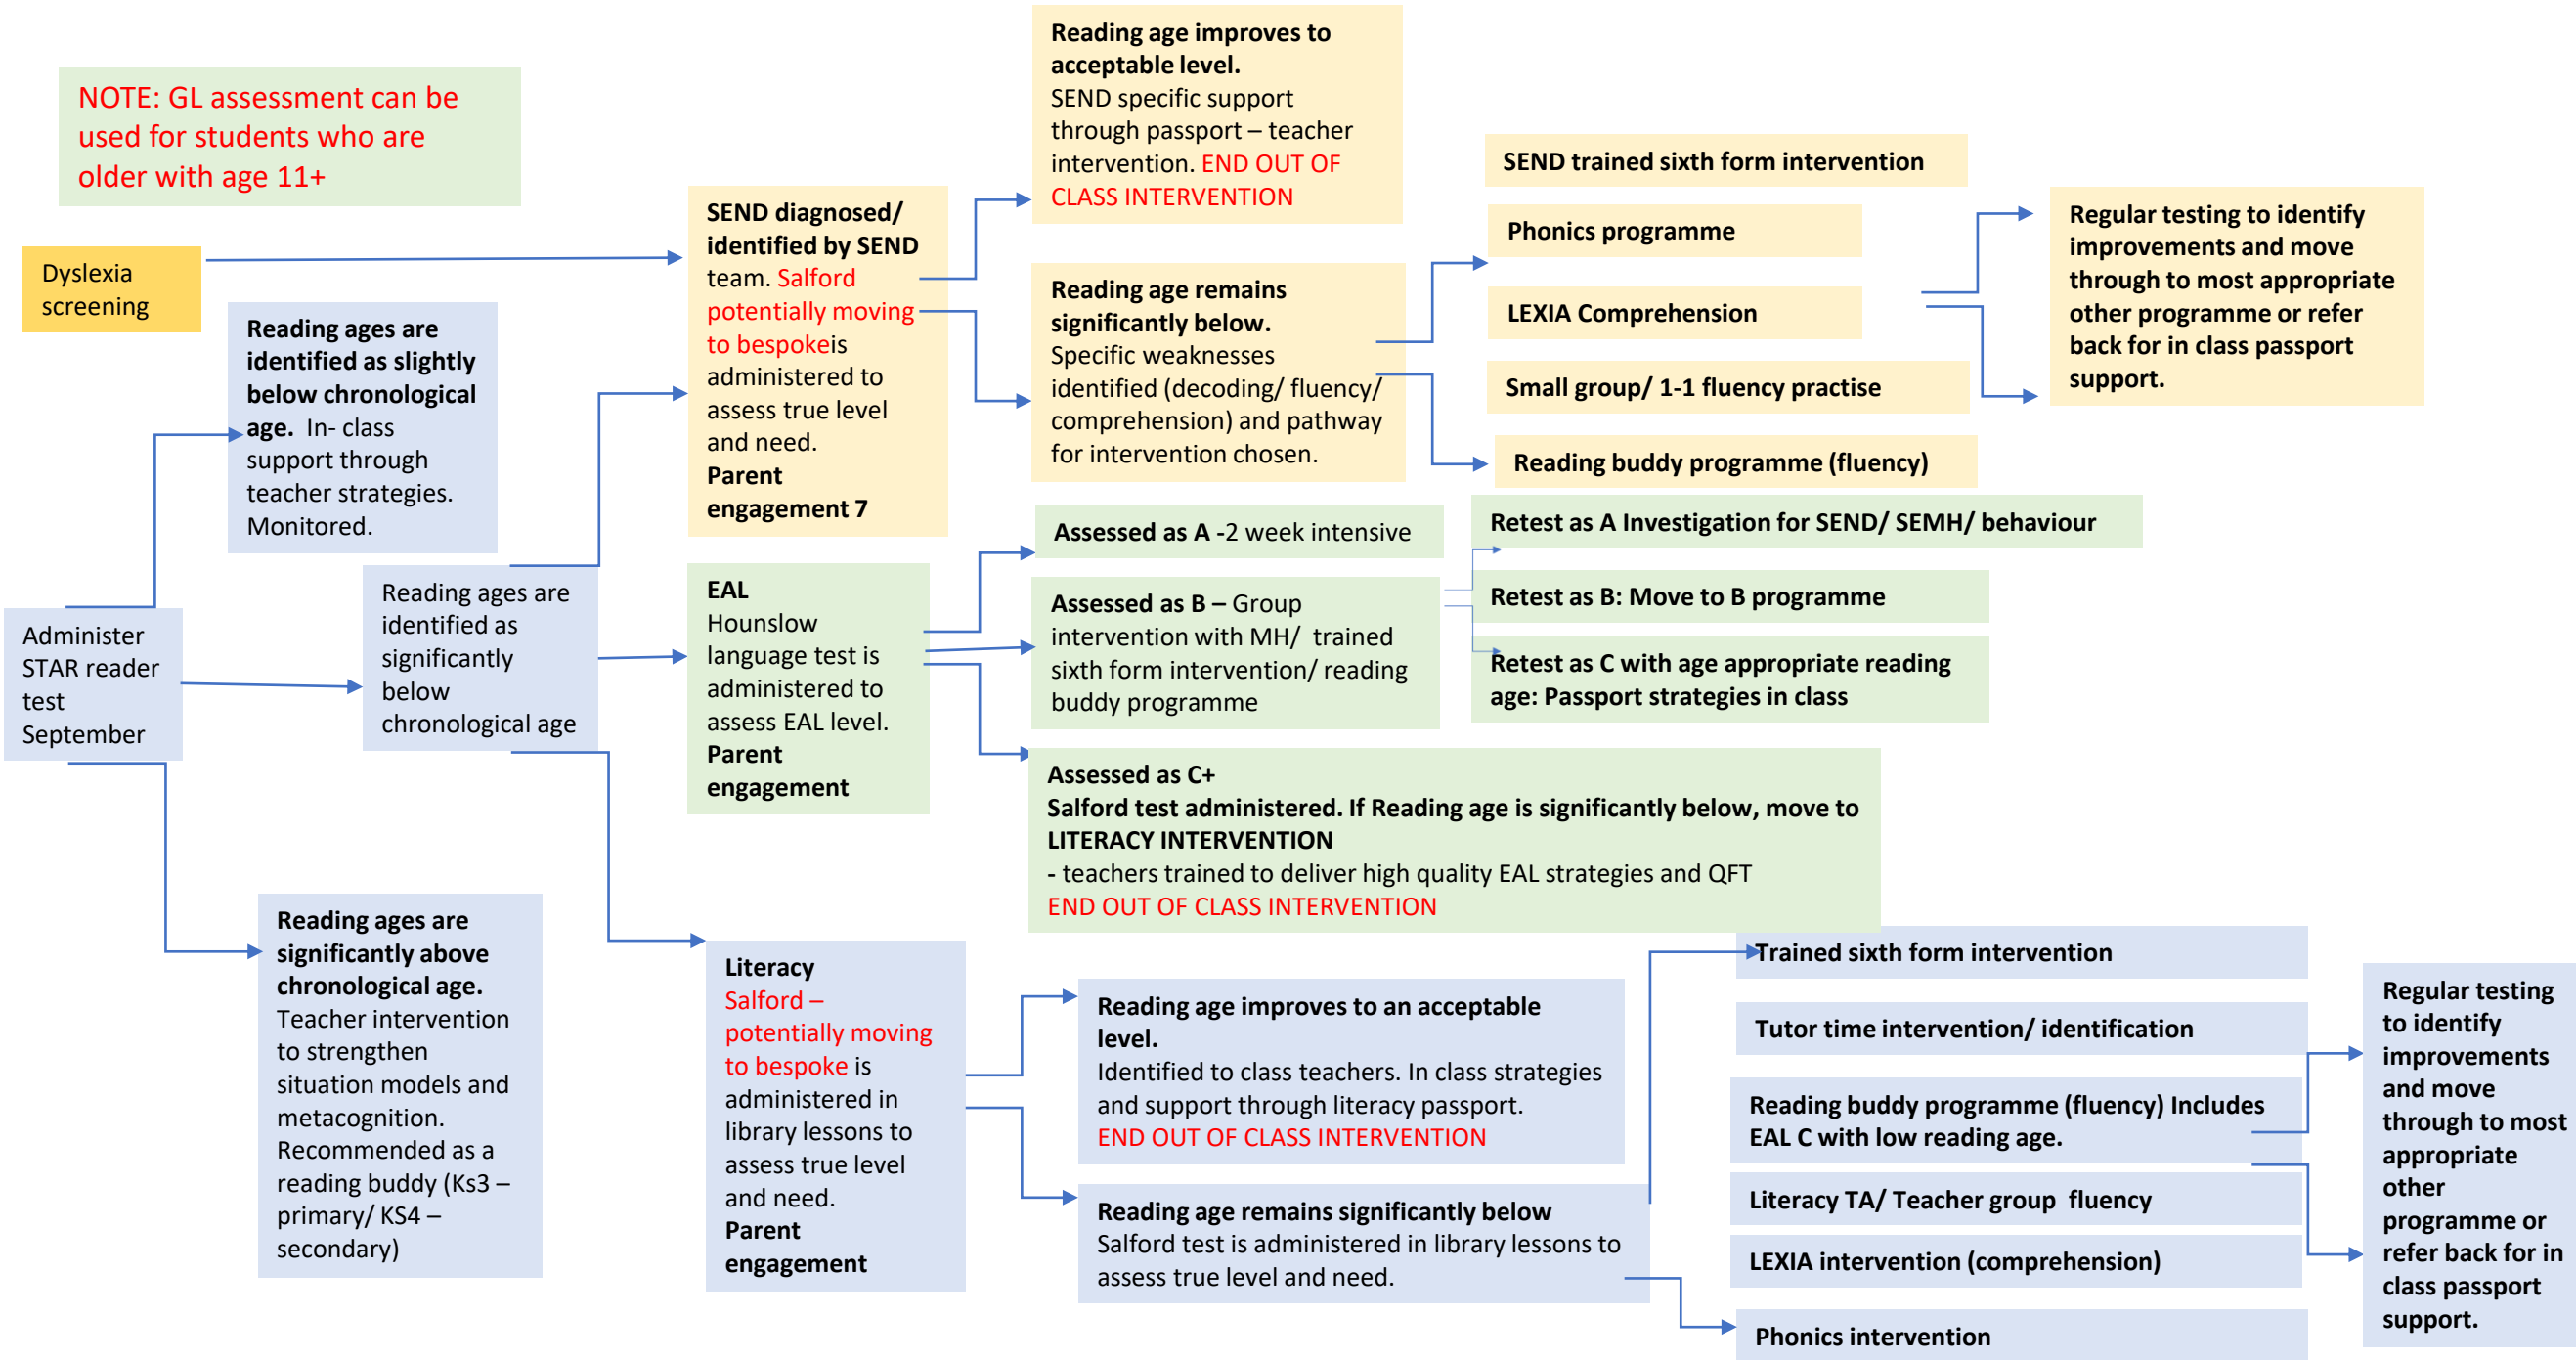 NOTE: GL assessment can be
used for students who are
older with age 11+
Dyslexia
screening
Reading ages are
identified as slightly
below chronological
age.  In- class
support through
teacher strategies.
Monitored.
Administer
STAR reader
test
September
Reading ages are
identified as
significantly
below
chronological age
Reading ages are
significantly above
chronological age.
Teacher intervention
to strengthen
situation models and
metacognition.
Recommended as a
reading buddy (Ks3 –
primary/ KS4 –
secondary)
SEND diagnosed/
identified by SEND
team. Salford
potentially moving
to bespokeis
administered to
assess true level
and need.
Parent
engagement 7
EAL
Hounslow
language test is
administered to
assess EAL level.
Parent
engagement
Literacy
Salford –
potentially moving
to bespoke is
administered in
library lessons to
assess true level
and need.
Parent
engagement
Reading age improves to
acceptable level.
SEND specific support
through passport – teacher
intervention. END OUT OF
CLASS INTERVENTION
Reading age remains
significantly below.
Specific weaknesses
identified (decoding/ fluency/
comprehension) and pathway
for intervention chosen.
SEND trained sixth form intervention
Phonics programme
LEXIA Comprehension
Small group/ 1-1 fluency practise
Reading buddy programme (fluency)
Regular testing to identify
improvements and move
through to most appropriate
other programme or refer
back for in class passport
support.
Assessed as A -2 week intensive
Assessed as B – Group
intervention with MH/  trained
sixth form intervention/ reading
buddy programme
Assessed as C+
Salford test administered. If Reading age is significantly below, move to
LITERACY INTERVENTION
- teachers trained to deliver high quality EAL strategies and QFT
END OUT OF CLASS INTERVENTION
Retest as A Investigation for SEND/ SEMH/ behaviour
Retest as B: Move to B programme
Retest as C with age appropriate reading
age: Passport strategies in class
Reading age improves to an acceptable
level.
Identified to class teachers. In class strategies
and support through literacy passport.
END OUT OF CLASS INTERVENTION
Reading age remains significantly below
Salford test is administered in library lessons to
assess true level and need.
Trained sixth form intervention
Tutor time intervention/ identification
Reading buddy programme (fluency) Includes
EAL C with low reading age.
Literacy TA/ Teacher group  fluency
LEXIA intervention (comprehension)
Phonics intervention
Regular testing
to identify
improvements
and move
through to most
appropriate
other
programme or
refer back for in
class passport
support.